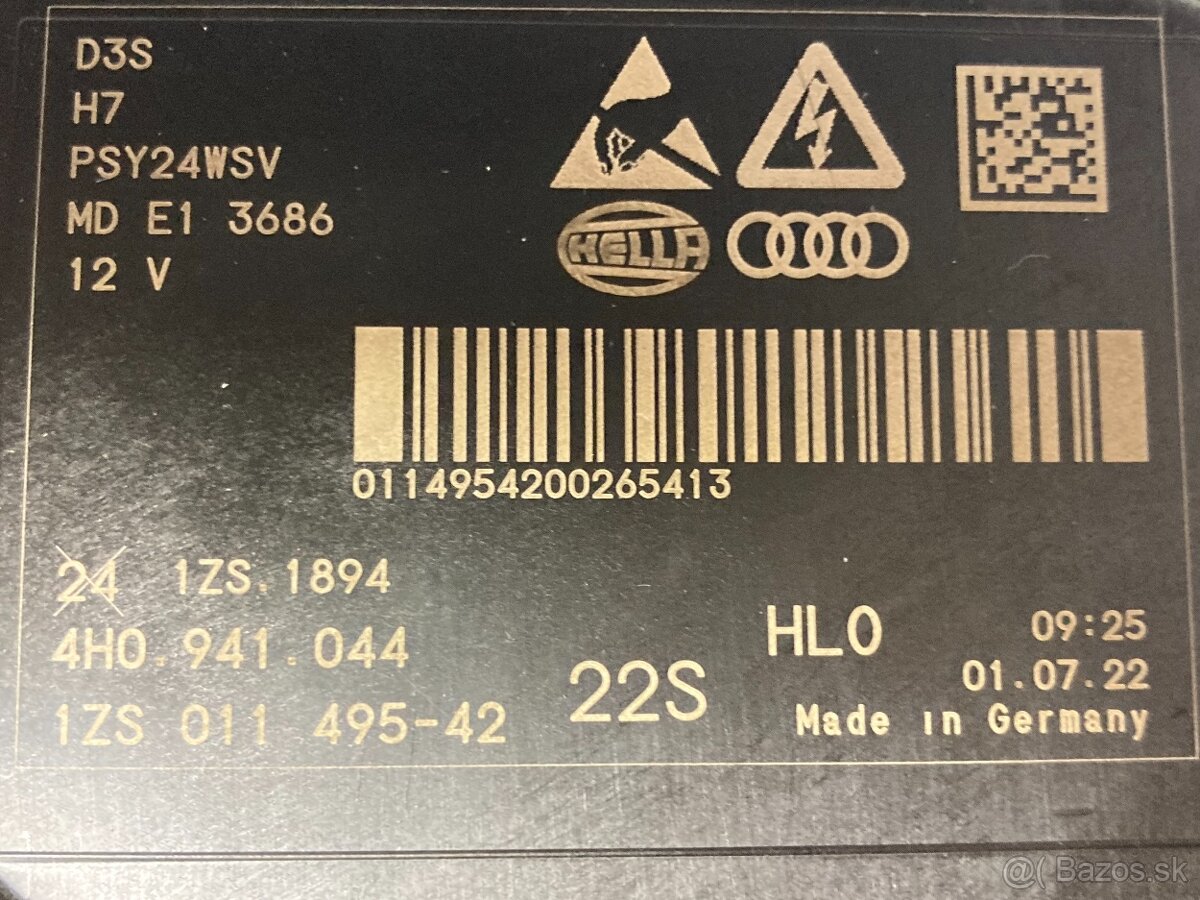 D3S
H7
PSY24WSV
MD E1 3686
12 V
HELLA
0114954200265413
24 1ZS.1894
4H0.941.044
1ZS 011 495-42
22S
HL0
09:25
01.07.22
Made in Germany
@( Bazos.sk